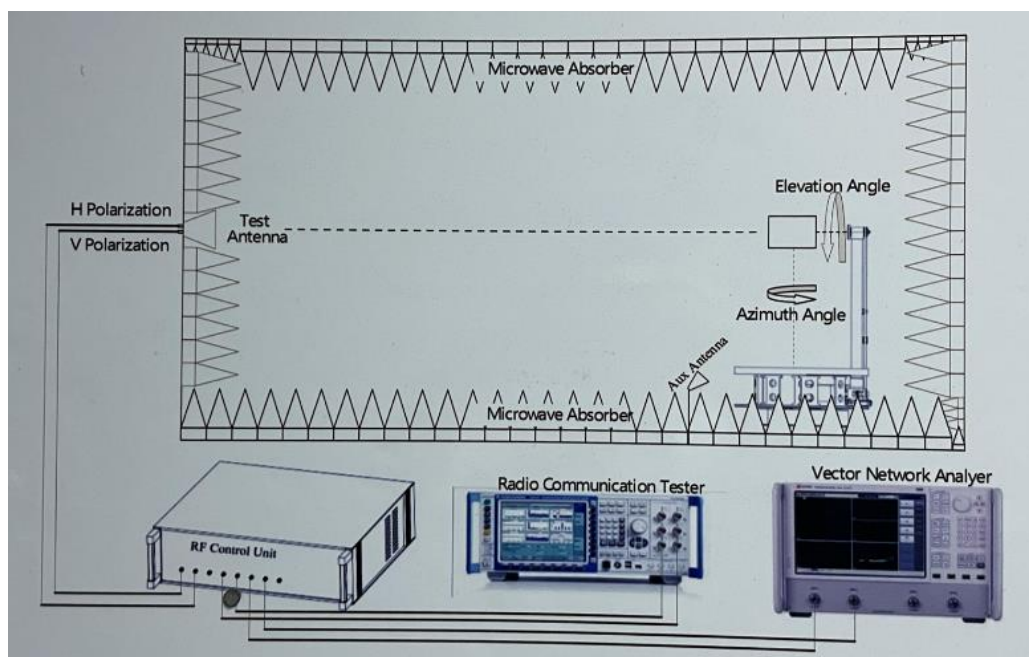 Microwave Absorber
Elevation Angle
H Polarization
Test
Antenna
V Polarization
Azimuth Angle
Aux Antenna
Microwave Absorber
Vector Network Analyer
Radio Communication Tester
RF Control Unit